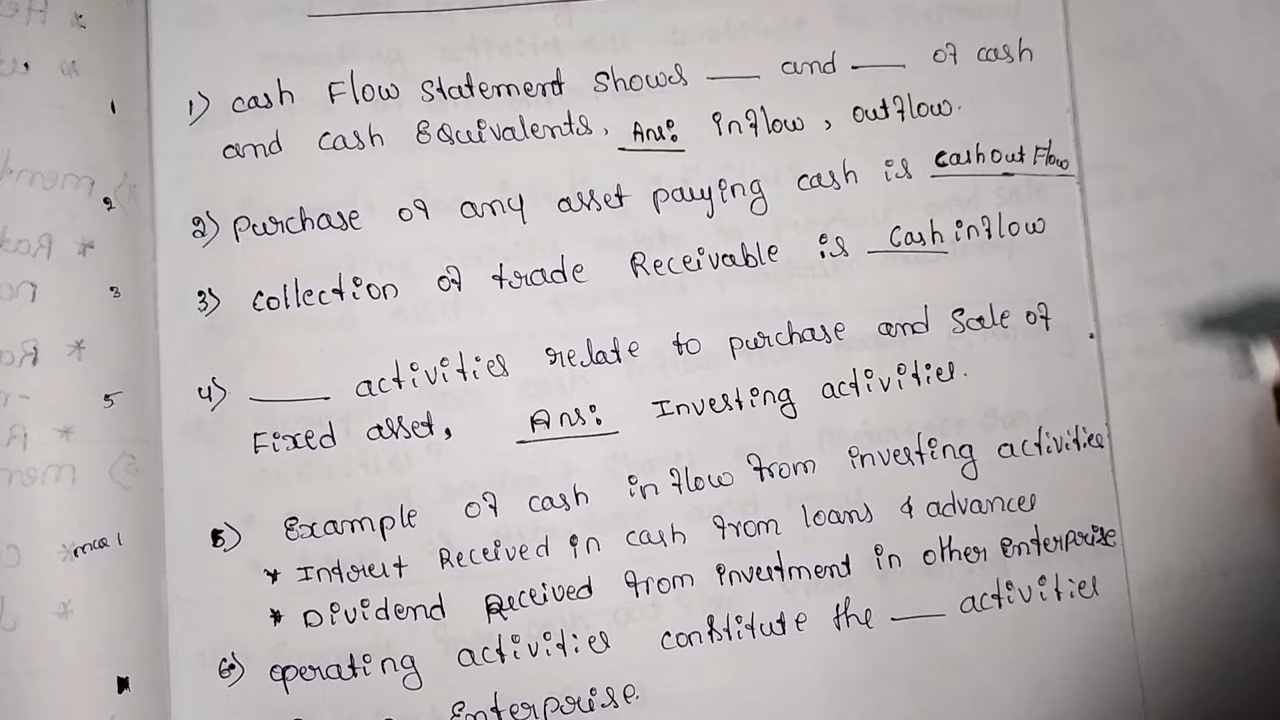 1) cash Flow Statement Shows ___ and ___ of cash
and cash Equivalents. Ans: inflow, outflow.
2) purchase of any asset paying cash is cash out Flow
3) collection of trade Receivable is Cash inflow
4) ___ activities relate to purchase and Sale of
Fixed asset. Ans: Investing activities.
5) Example of cash inflow from investing activities
* Interest Received in cash from loans & advances
* Dividend Received from investment in other enterprise
6) operating activities constitute the ___ activities
Enterprise.